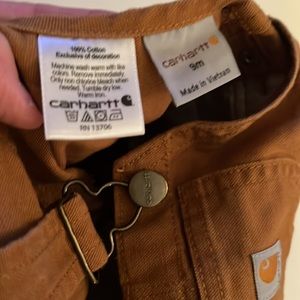 100% Cotton
Exclusive of decoration
Machine wash warm with like
colors. Remove immediately.
Only non chlorine bleach when
needed. Tumble dry low.
Warm iron.
carhartt
RN 13706
carhartt
9m
Made in Vietnam